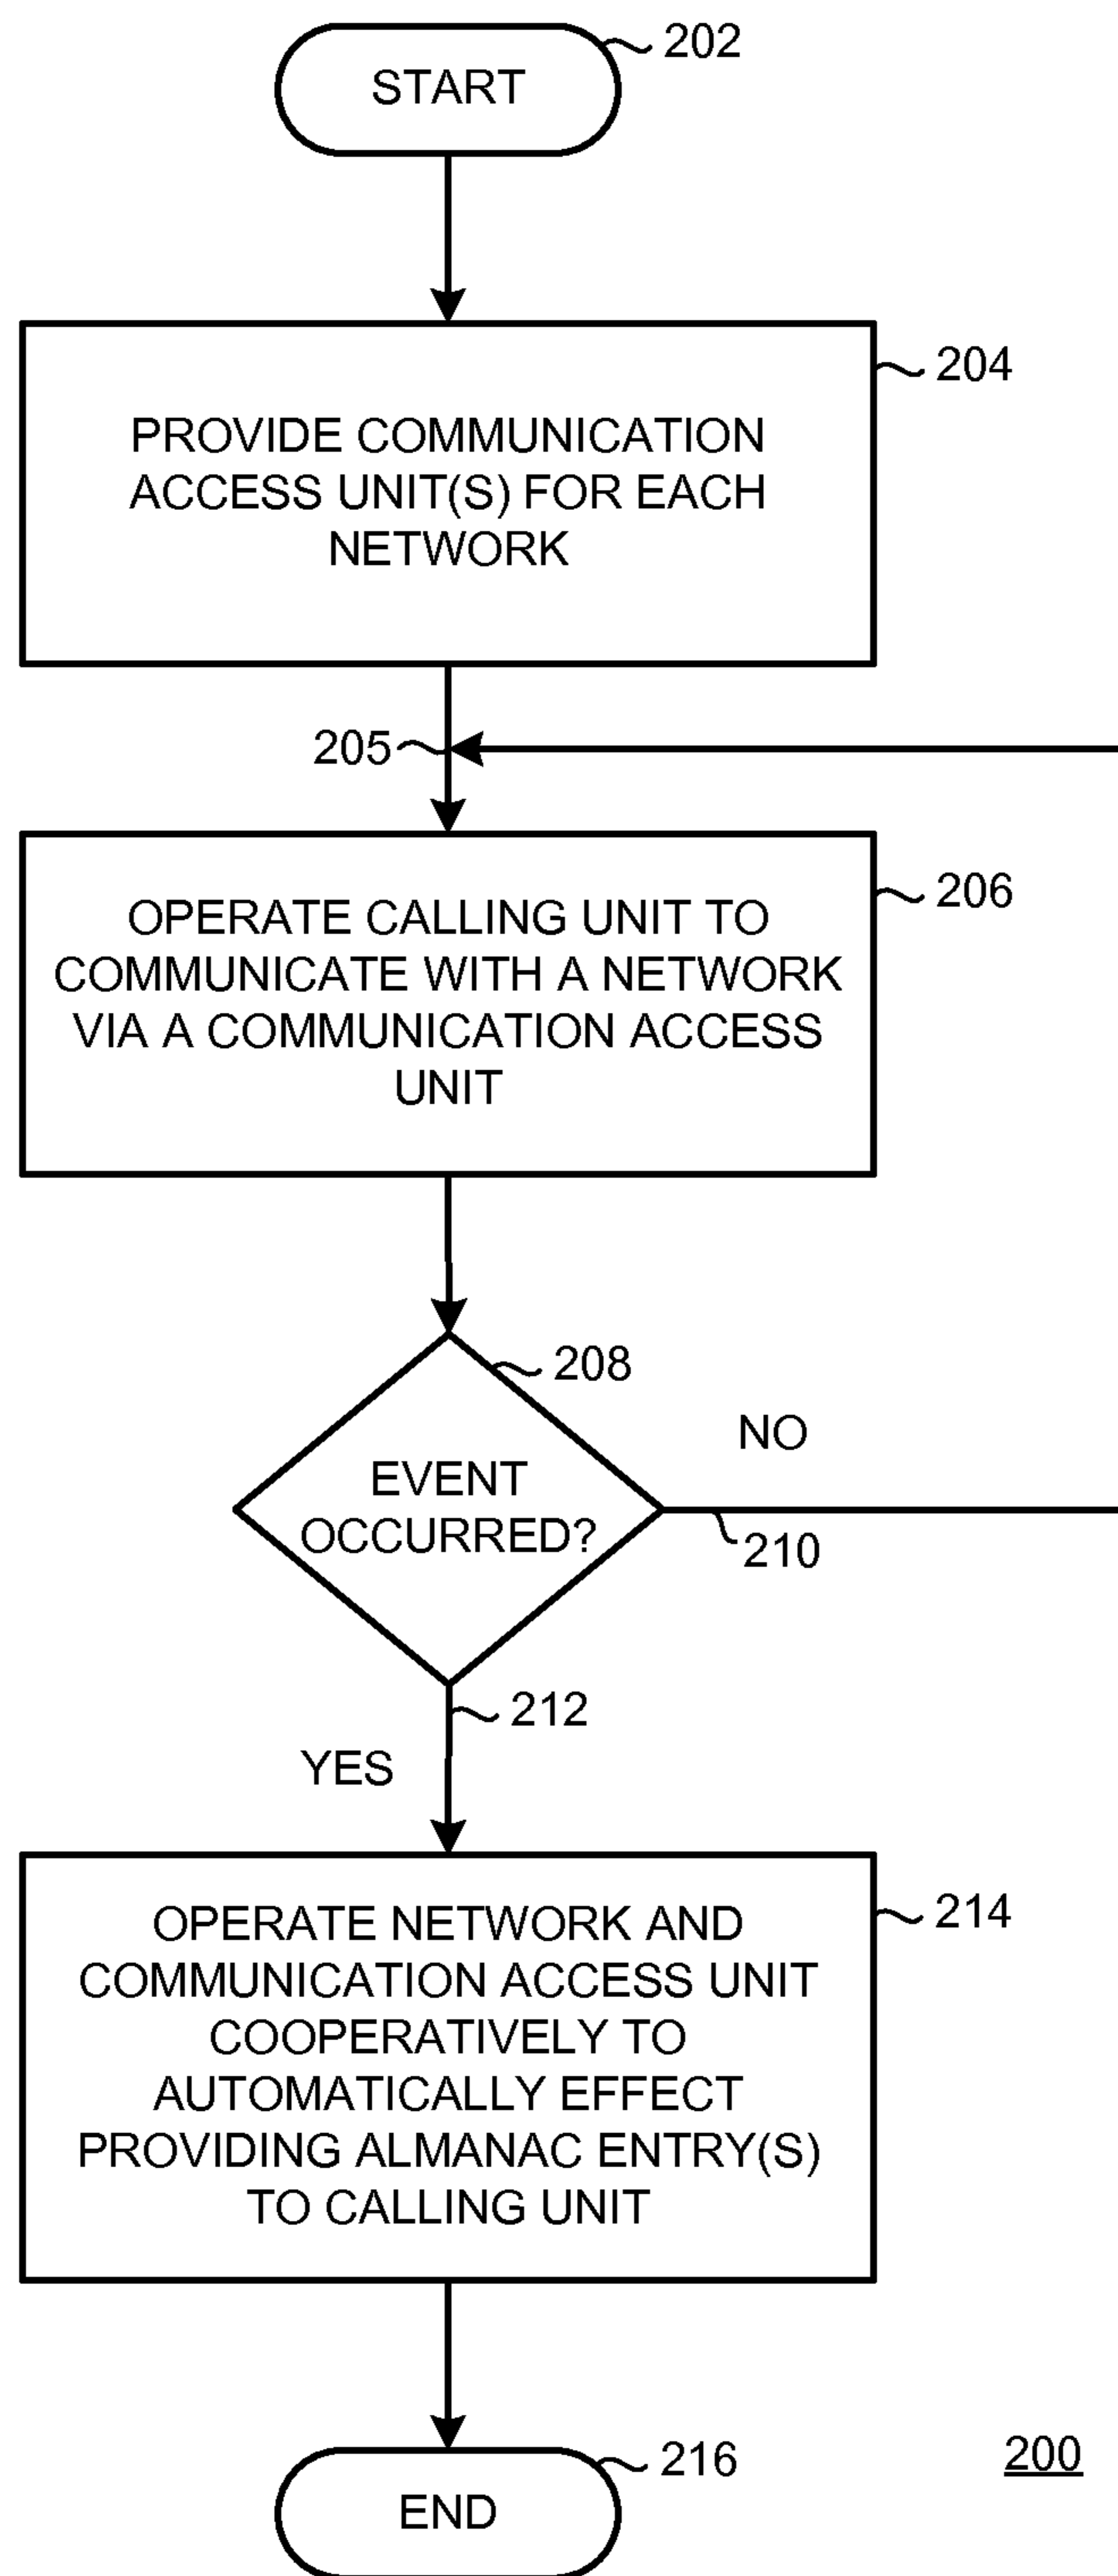 202
START
204
PROVIDE COMMUNICATION
ACCESS UNIT(S) FOR EACH
NETWORK
205
206
OPERATE CALLING UNIT TO
COMMUNICATE WITH A NETWORK
VIA A COMMUNICATION ACCESS
UNIT
208
NO
EVENT
OCCURRED?
210
212
YES
214
OPERATE NETWORK AND
COMMUNICATION ACCESS UNIT
COOPERATIVELY TO
AUTOMATICALLY EFFECT
PROVIDING ALMANAC ENTRY(S)
TO CALLING UNIT
216
200
END